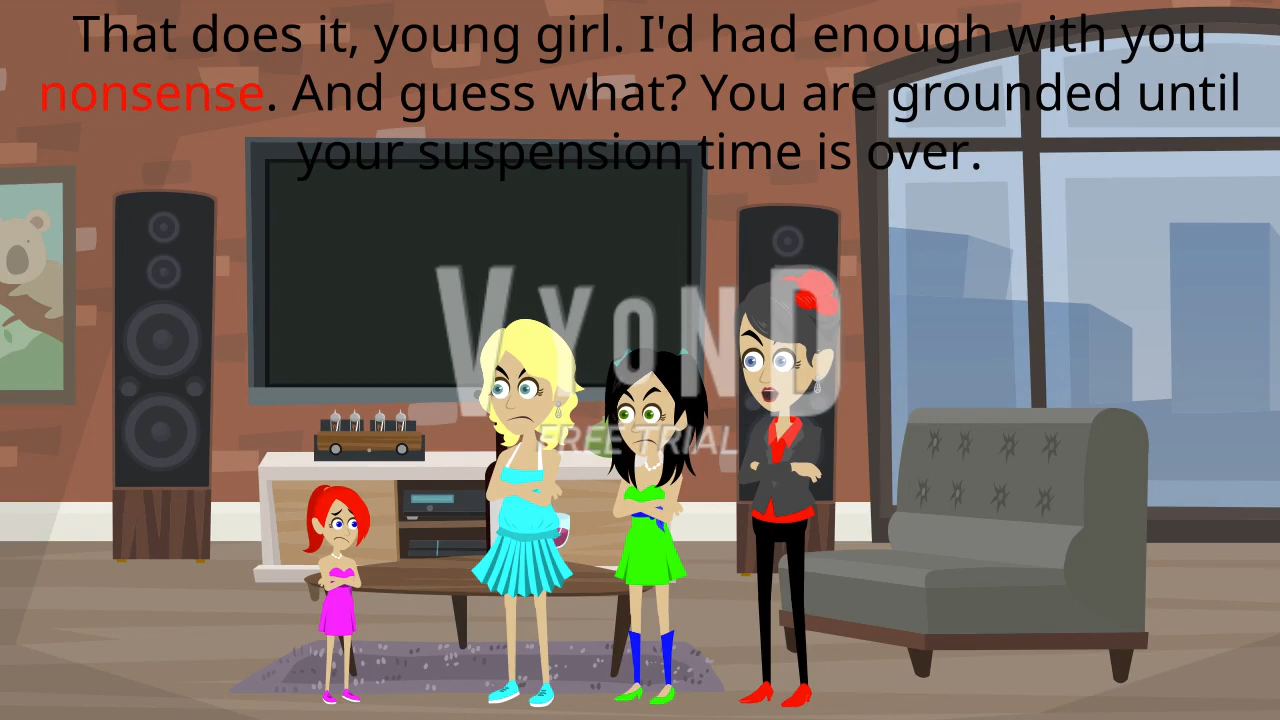 That does it, young girl. I'd had enough with you
nonsense. And guess what? You are grounded until
your suspension time is over.
VYOND
FREE TRIAL